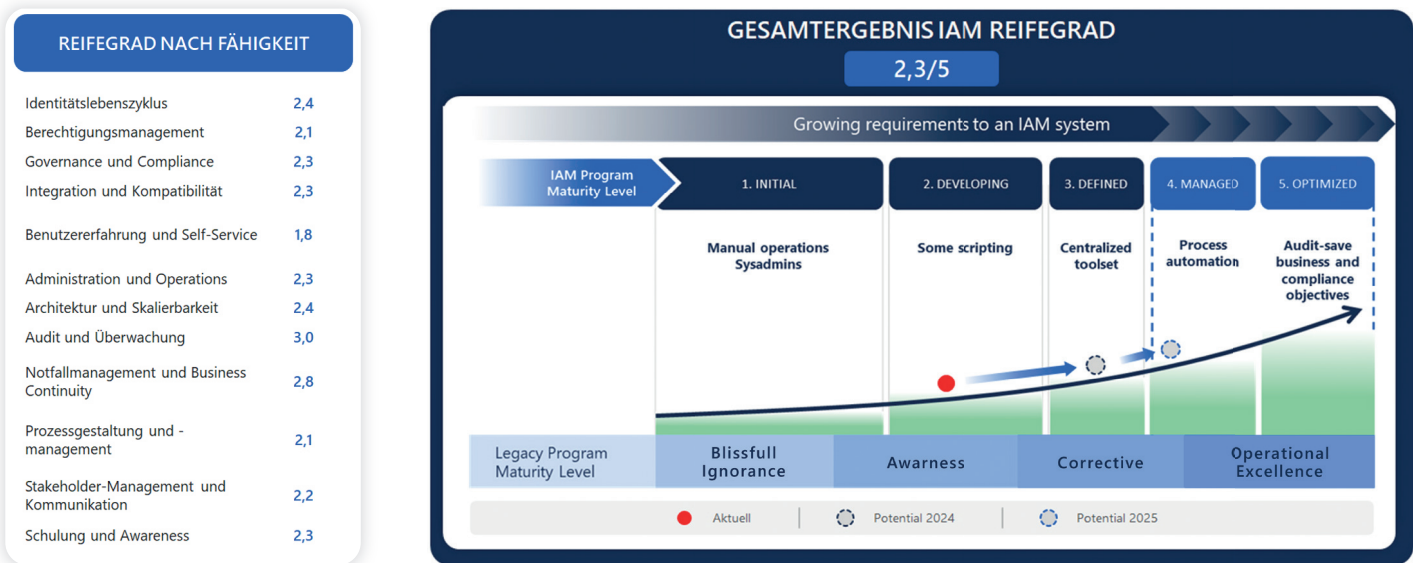 REIFEGRAD NACH FÄHIGKEIT
Identitätslebenszyklus 2,4
Berechtigungsmanagement 2,1
Governance und Compliance 2,3
Integration und Kompatibilität 2,3
Benutzererfahrung und Self-Service 1,8
Administration und Operations 2,3
Architektur und Skalierbarkeit 2,4
Audit und Überwachung 3,0
Notfallmanagement und Business
Continuity 2,8
Prozessgestaltung und -
management 2,1
Stakeholder-Management und
Kommunikation 2,2
Schulung und Awareness 2,3
GESAMTERGEBNIS IAM REIFEGRAD
2,3/5
Growing requirements to an IAM system
IAM Program
Maturity Level
1. INITIAL
2. DEVELOPING
3. DEFINED
4. MANAGED
5. OPTIMIZED
Manual operations
Sysadmins
Some scripting
Centralized
toolset
Process
automation
Audit-save
business and
compliance
objectives
Legacy Program
Maturity Level
Blissfull
Ignorance
Awarness
Corrective
Operational
Excellence
Aktuell
Potential 2024
Potential 2025